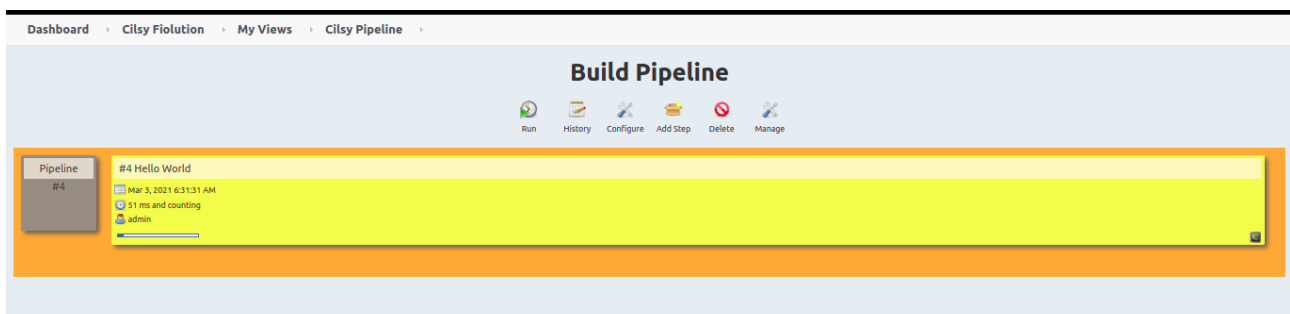 Dashboard Cilsy Fiolution My Views Cilsy Pipeline
Build Pipeline
Run History Configure Add Step Delete Manage
Pipeline
#4
#4 Hello World
Mar 3, 2021 6:31:31 AM
51 ms and counting
admin